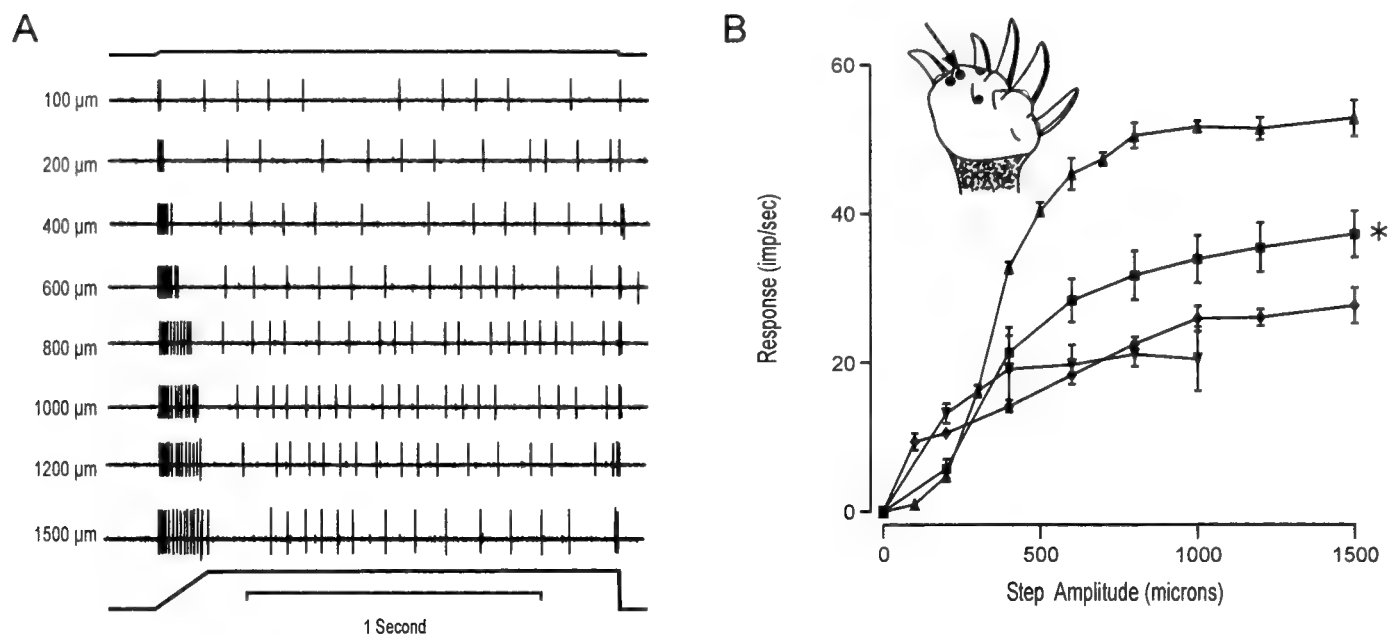 A
100 µm
200 µm
400 µm
600 µm
800 µm
1000 µm
1200 µm
1500 µm
1 Second
B
60
40
20
0
Response (imp/sec)
*
0
500
1000
1500
Step Amplitude (microns)